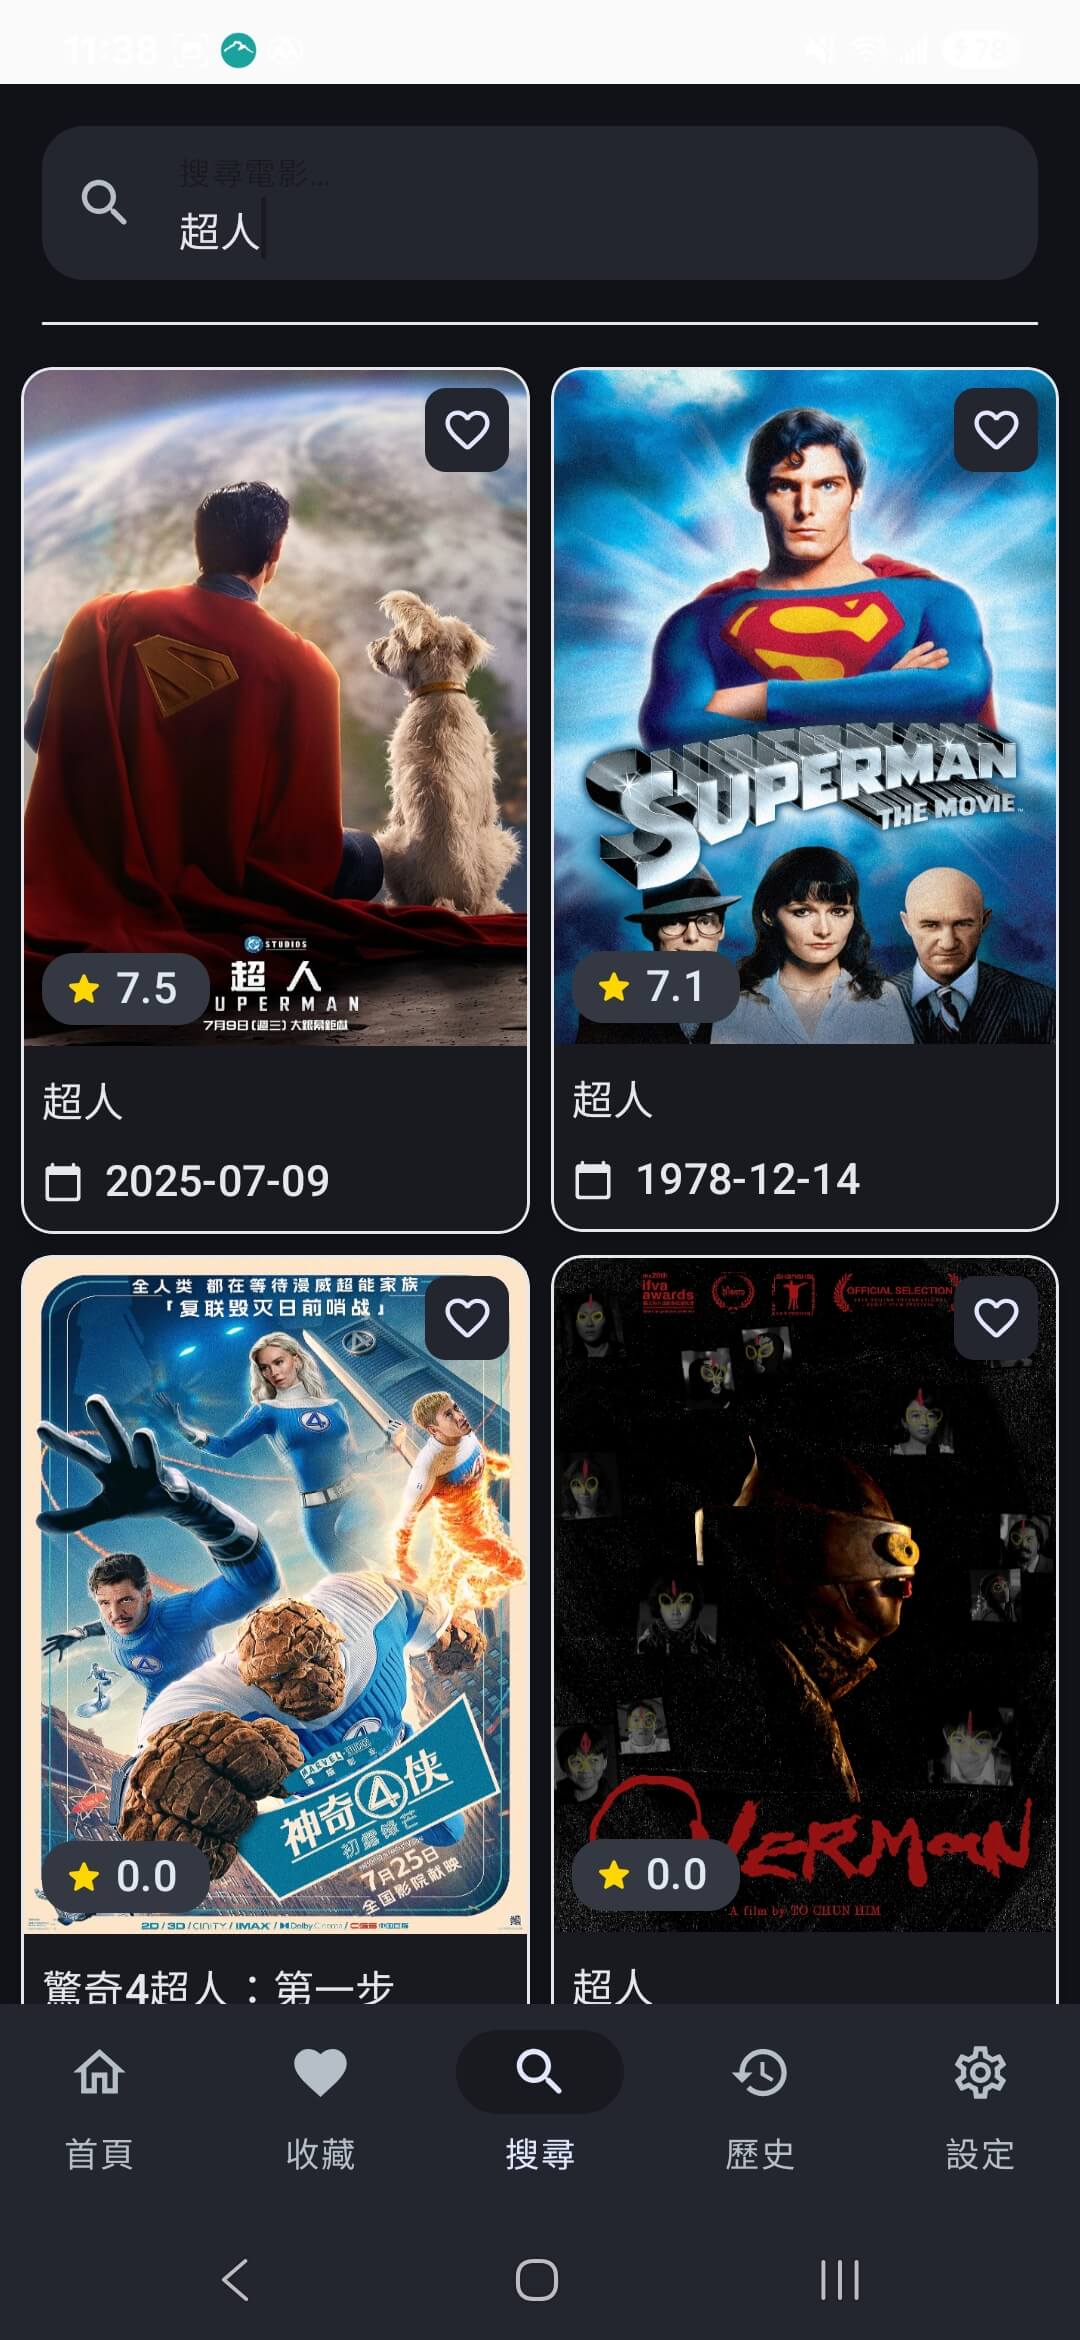 11:38
78
搜尋電影...
超人
STUDIOS
超人
UPERMAN
7月9日(週三)大銀幕鉅獻
7.5
SUPERMAN
THE MOVIE
7.1
超人
2025-07-09
超人
1978-12-14
全人类 都在等待漫威超能家族
「复联毁灭日前哨战」
MARVEL
神奇4侠
初露锋芒
7月25日
全国影院献映
2D / 3D / CINITY / IMAX / Dolby Cinema / CGS 中国巨幕
0.0
ifva
awards
OFFICIAL SELECTION
VERMAN
A film by TO CHUN HIM
0.0
驚奇4超人：第一步
超人
首頁
收藏
搜尋
歷史
設定